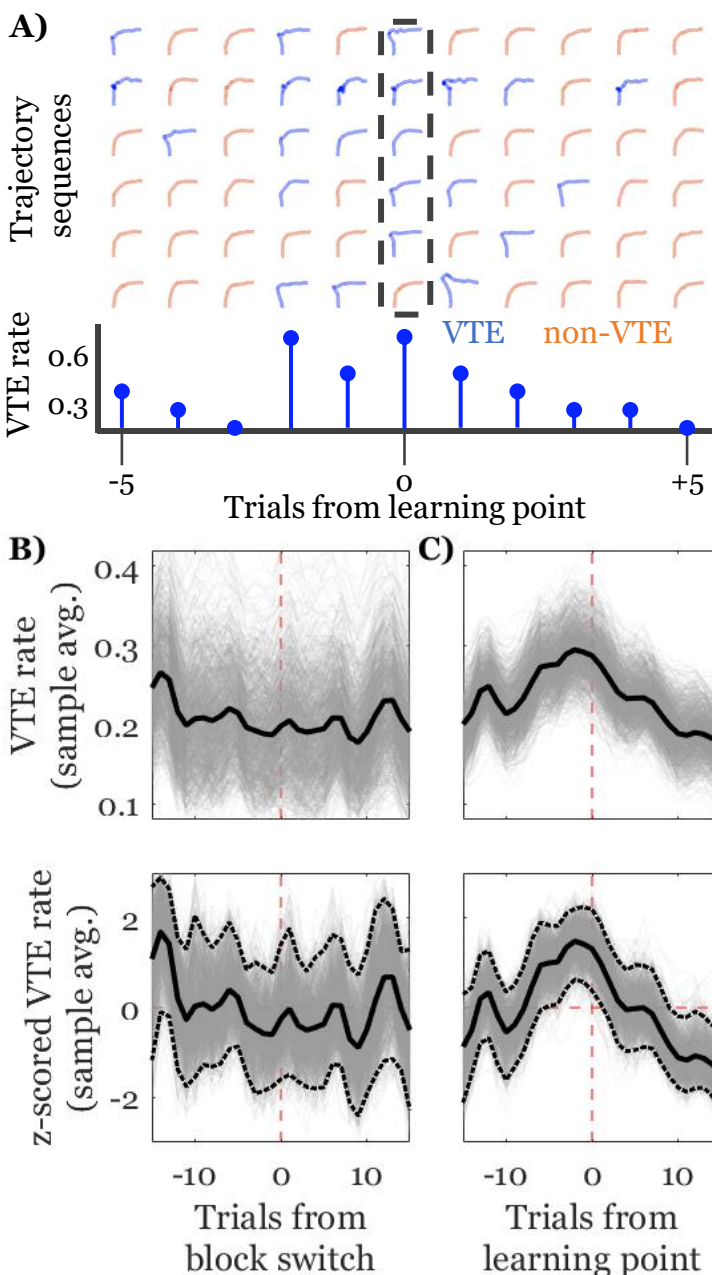 A)
Trajectory
sequences
VTE rate
0.6
0.3
VTE non-VTE
-5 0 +5
Trials from learning point
B) C)
VTE rate
(sample avg.)
0.4
0.3
0.2
0.1
z-scored VTE rate
(sample avg.)
2
0
-2
-10 0 10 -10 0 10
Trials from
block switch
Trials from
learning point